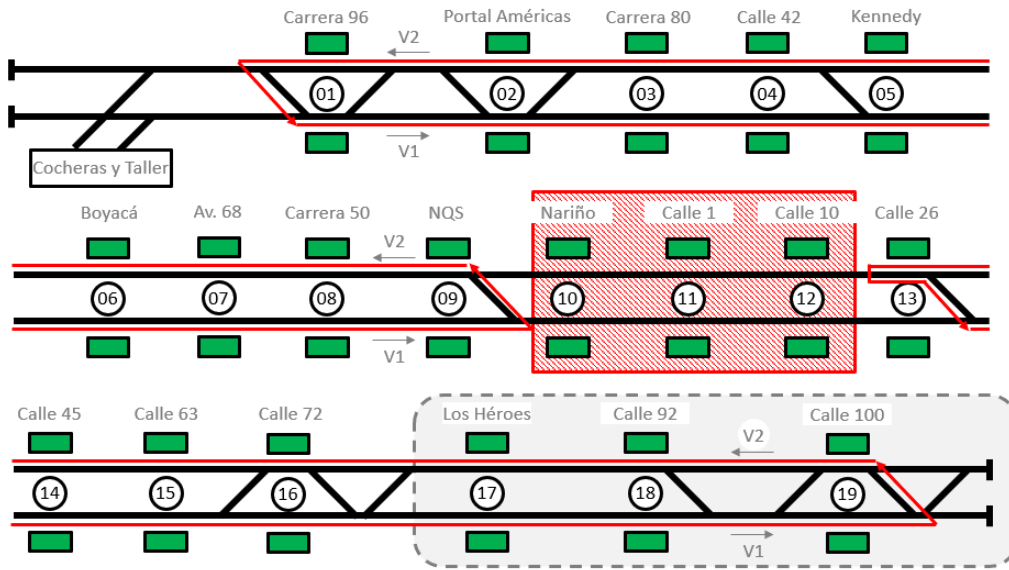 Carrera 96 Portal Américas Carrera 80 Calle 42 Kennedy
V2
01 02 03 04 05
V1
Cocheras y Taller
Boyacá Av. 68 Carrera 50 NQS Nariño Calle 1 Calle 10 Calle 26
V2
06 07 08 09 10 11 12 13
V1
Calle 45 Calle 63 Calle 72 Los Héroes Calle 92 Calle 100
V2
14 15 16 17 18 19
V1